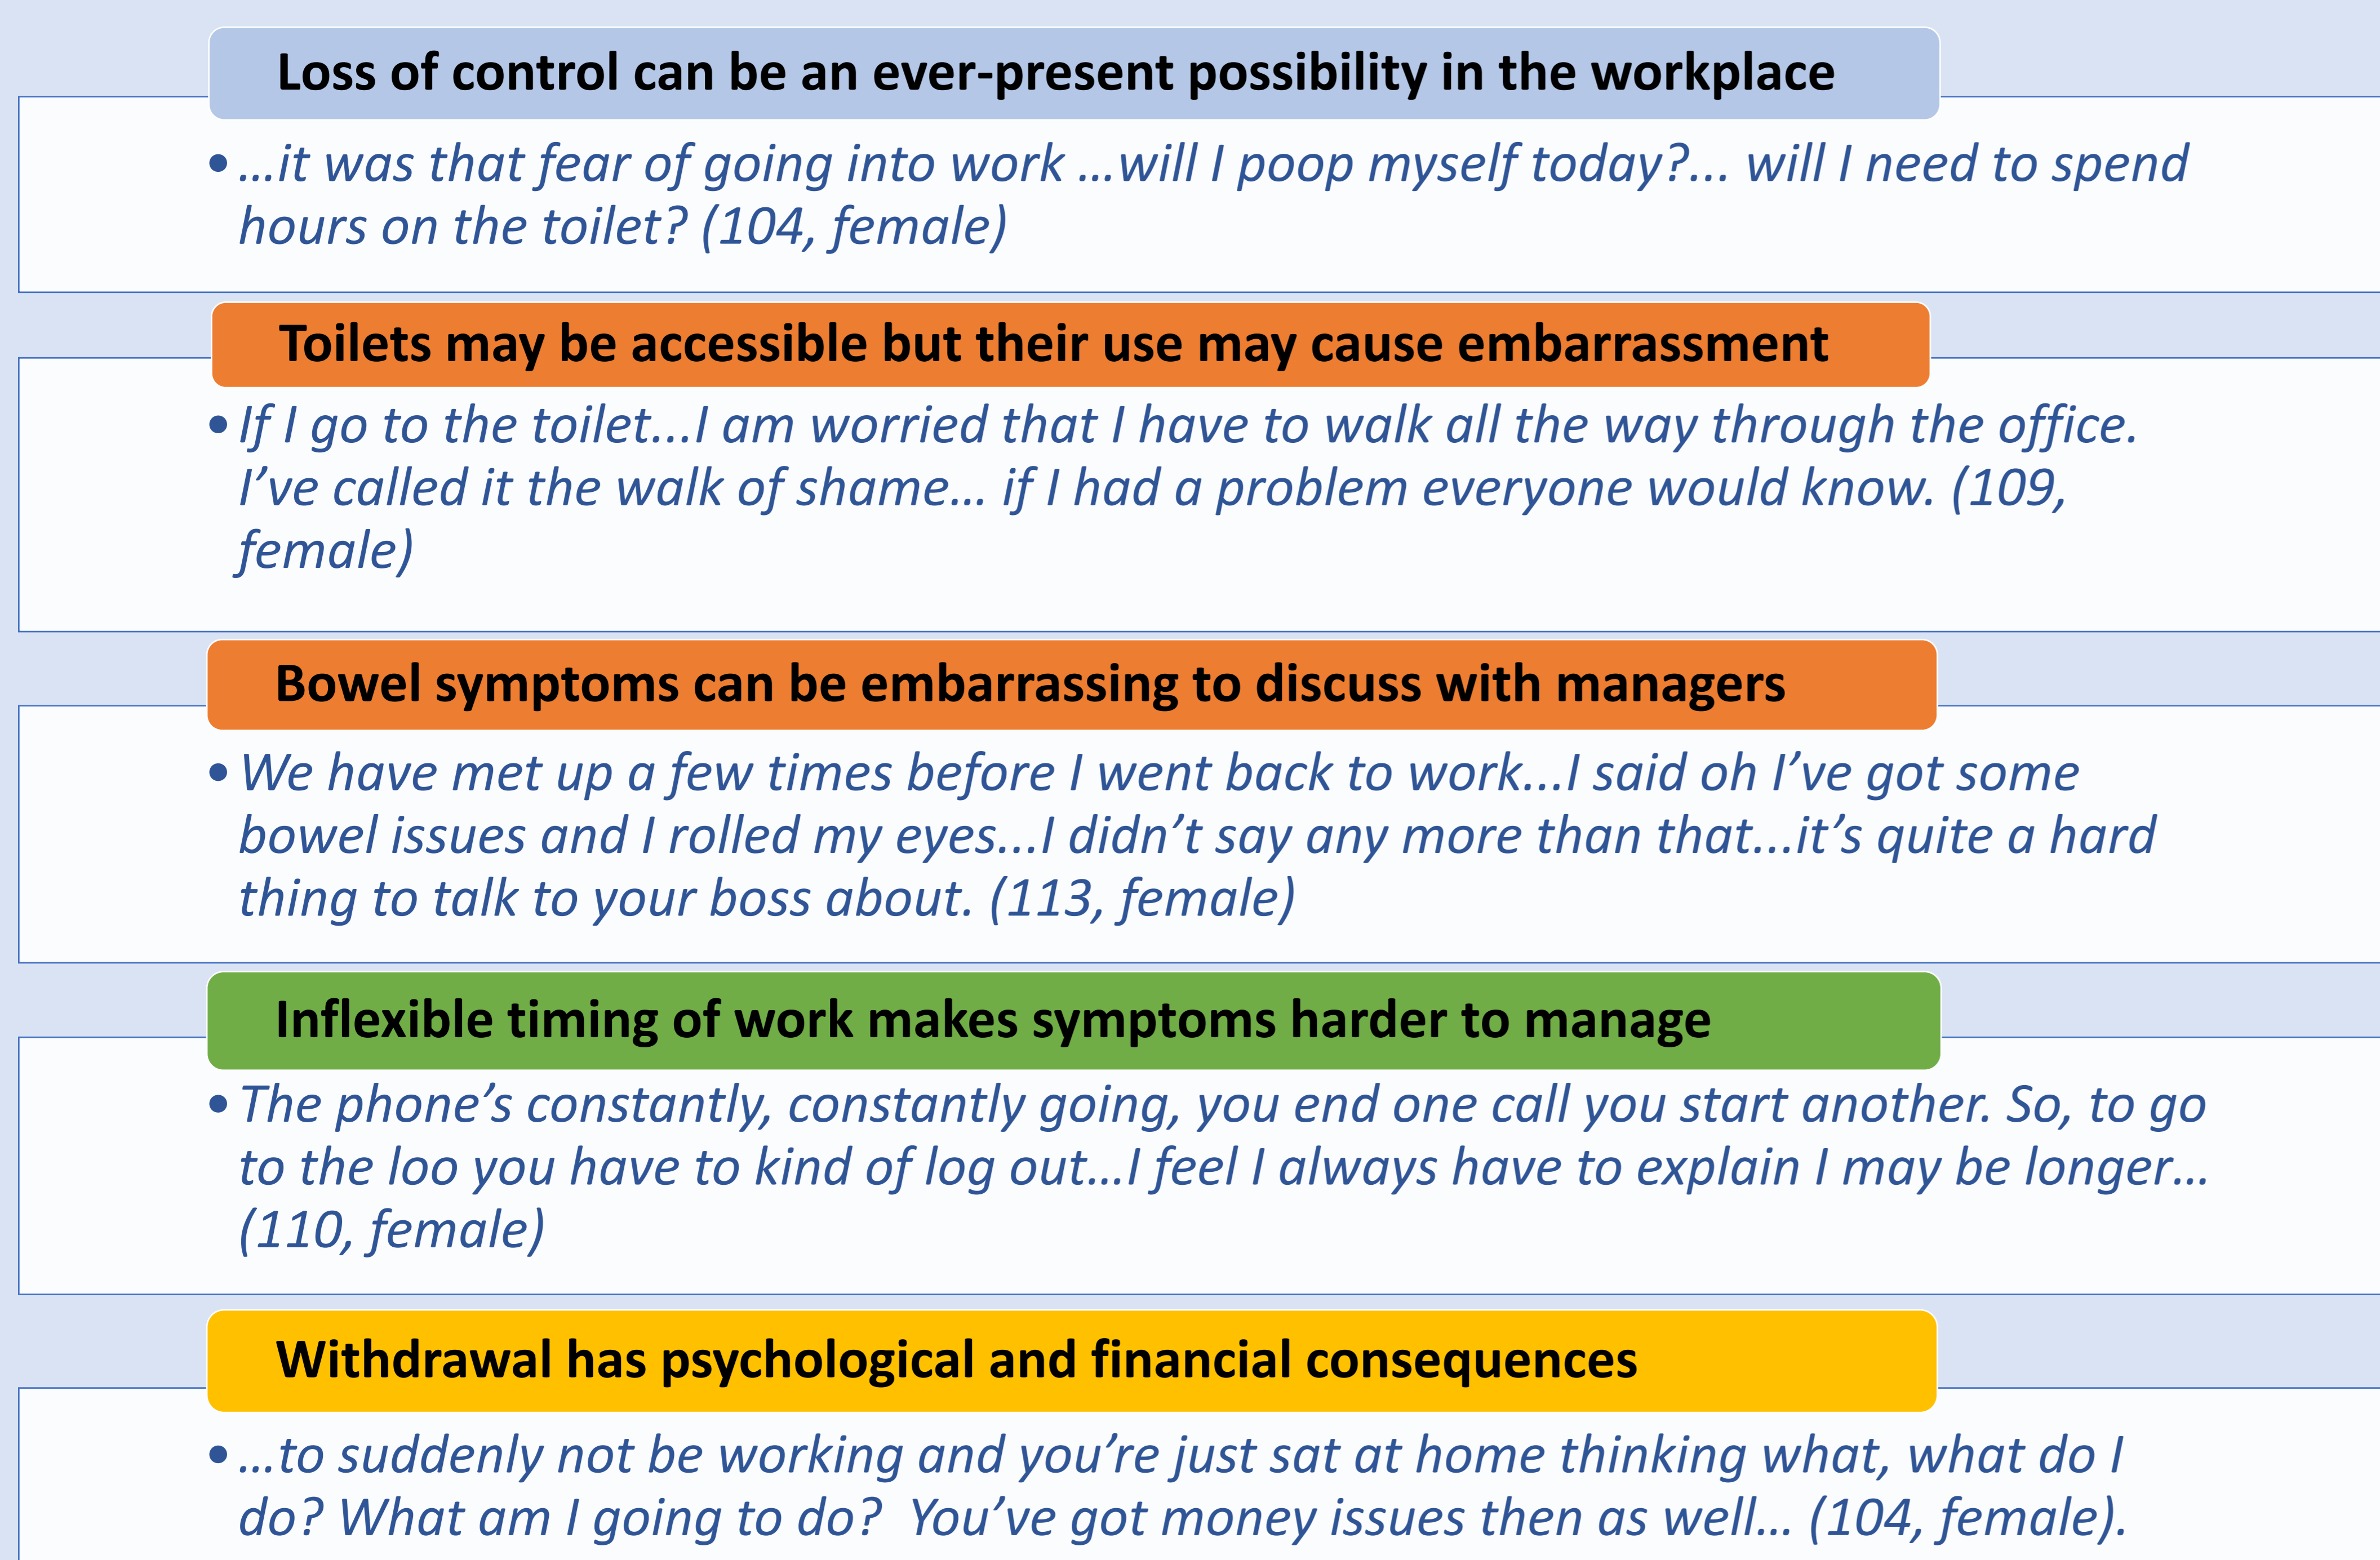 Loss of control can be an ever-present possibility in the workplace
• …it was that fear of going into work …will I poop myself today?... will I need to spend
hours on the toilet? (104, female)
Toilets may be accessible but their use may cause embarrassment
• If I go to the toilet...I am worried that I have to walk all the way through the office.
I’ve called it the walk of shame… if I had a problem everyone would know. (109,
female)
Bowel symptoms can be embarrassing to discuss with managers
• We have met up a few times before I went back to work...I said oh I’ve got some
bowel issues and I rolled my eyes...I didn’t say any more than that...it’s quite a hard
thing to talk to your boss about. (113, female)
Inflexible timing of work makes symptoms harder to manage
• The phone’s constantly, constantly going, you end one call you start another. So, to go
to the loo you have to kind of log out…I feel I always have to explain I may be longer…
(110, female)
Withdrawal has psychological and financial consequences
• …to suddenly not be working and you’re just sat at home thinking what, what do I
do? What am I going to do?  You’ve got money issues then as well… (104, female).